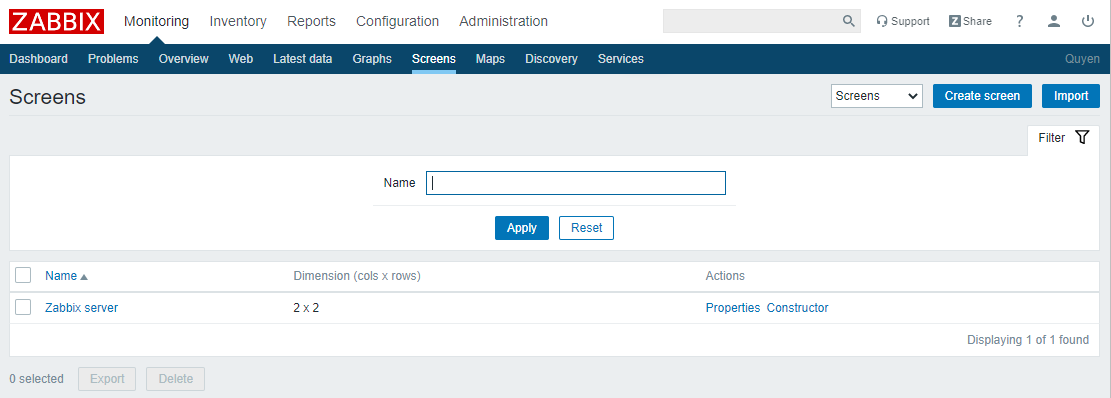 ZABBIX Monitoring Inventory Reports Configuration Administration Support Z Share ?
Dashboard Problems Overview Web Latest data Graphs Screens Maps Discovery Services Quyen
Screens Screens Create screen Import
Filter
Name
Apply Reset
Name Dimension (cols x rows) Actions
Zabbix server 2 x 2 Properties Constructor
Displaying 1 of 1 found
0 selected Export Delete